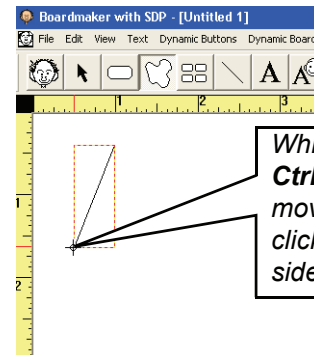 Boardmaker with SDP - [Untitled 1]
File Edit View Text Dynamic Buttons Dynamic Board
A A
1 2 3
1
2
Whi
Ctrl
mov
click
side